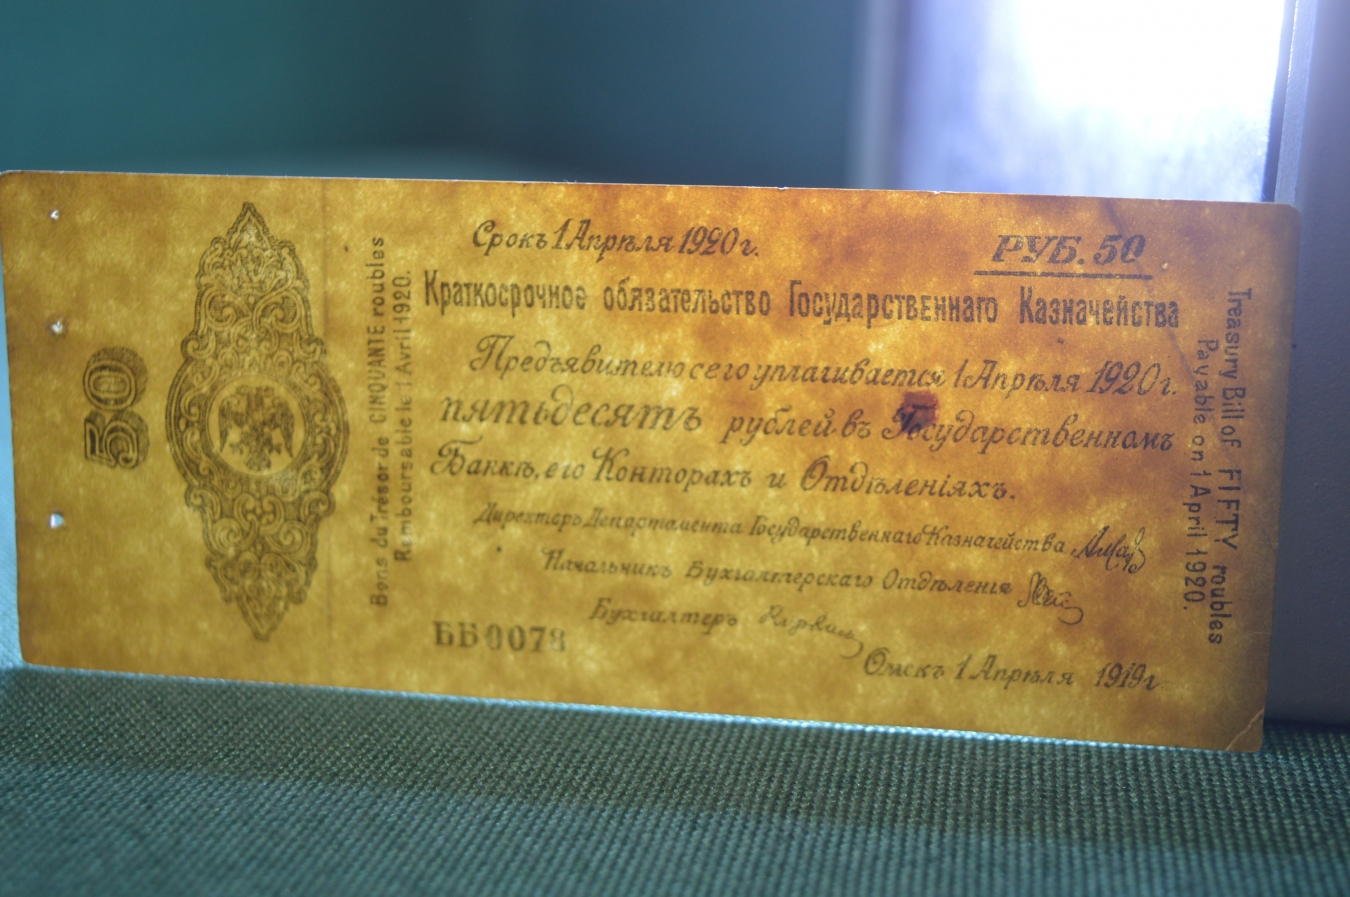 50
Bons du Trésor de CINQUANTE roubles
Remboursable le 1 Avril 1920.
Срокъ 1 Апрѣля 1920 г.
РУБ. 50
Краткосрочное обязательство Государственнаго Казначейства
Предъявителю сего уплачивается 1 Апрѣля 1920 г.
пятьдесятъ рублей въ Государственномъ
Банкѣ, его Конторахъ и Отдѣленіяхъ.
Директоръ Департамента Государственнаго Казначейства
Начальникъ Бухгалтерскаго Отдѣленія
Бухгалтеръ
ББ 0078
Омскъ 1 Апрѣля 1919 г.
Treasury Bill of FIFTY roubles
Payable on 1 April 1920.